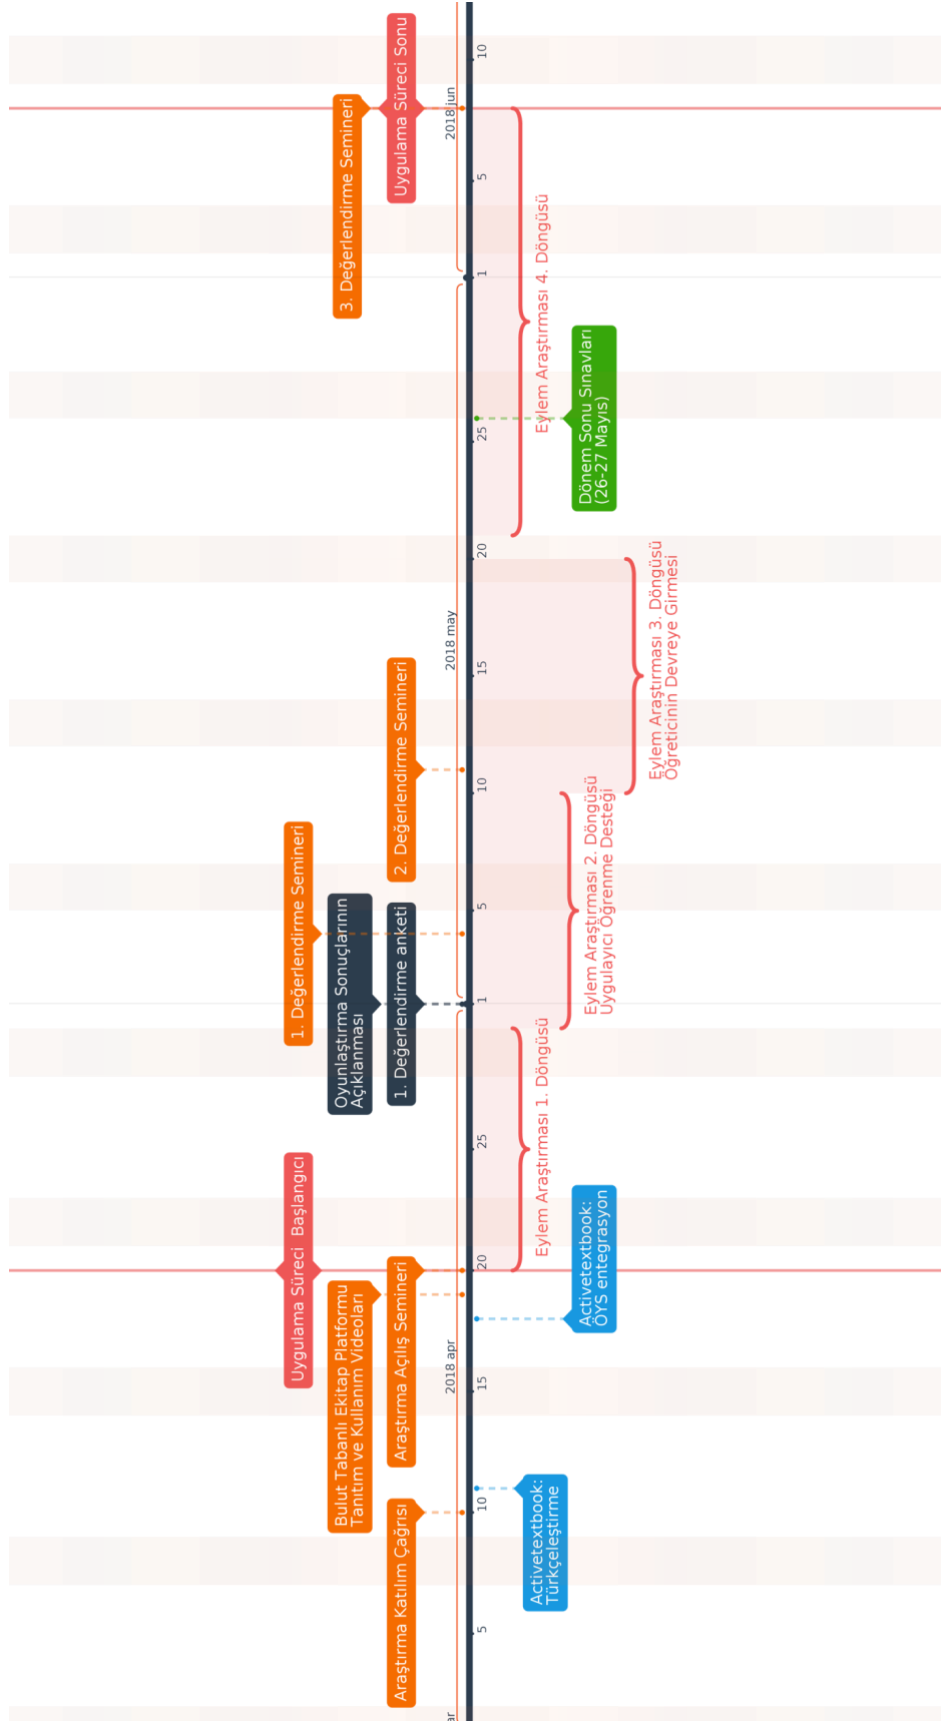 Uygulama Süreci  Başlangıcı
1. Değerlendirme Semineri
Bulut Tabanlı Ekitap Platformu
Tanıtım ve Kullanım Videoları
Oyunlaştırma Sonuçlarının
Açıklanması
3. Değerlendirme Semineri
Araştırma Katılım Çağrısı
Araştırma Açılış Semineri
1. Değerlendirme anketi
2. Değerlendirme Semineri
Uygulama Süreci Sonu
ar
2018 apr
2018 may
2018 jun
5
10
15
20
25
1
5
10
15
20
25
1
5
10
Activetextbook:
Türkçeleştirme
Eylem Araştırması 1. Döngüsü
Eylem Araştırması 4. Döngüsü
Activetextbook:
ÖYS entegrasyon
Eylem Araştırması 2. Döngüsü
Uygulayıcı Öğrenme Desteği
Dönem Sonu Sınavları
(26-27 Mayıs)
Eylem Araştırması 3. Döngüsü
Öğreticinin Devreye Girmesi